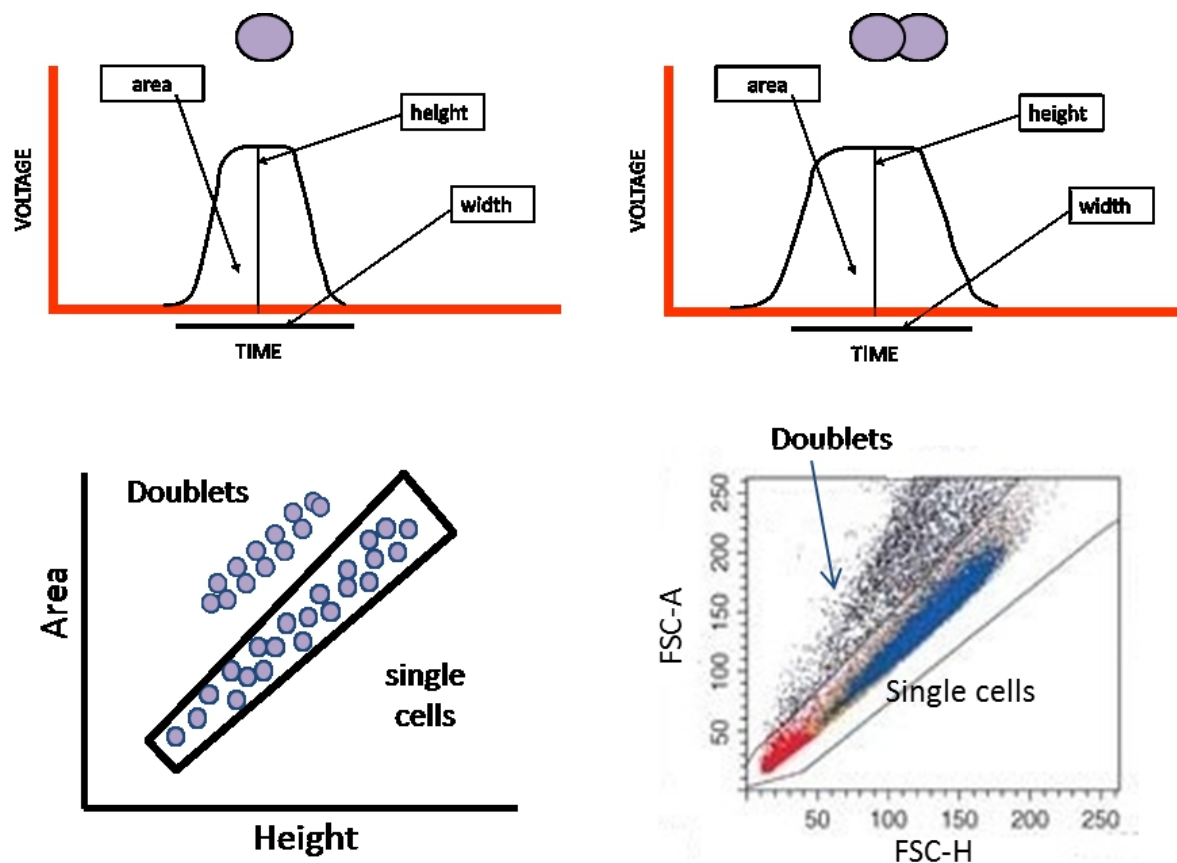 area
height
width
VOLTAGE
TIME
area
height
width
VOLTAGE
TIME
Doublets
single
cells
Area
Height
Doublets
250
200
150
100
50
FSC-A
Single cells
50
100
150
200
250
FSC-H